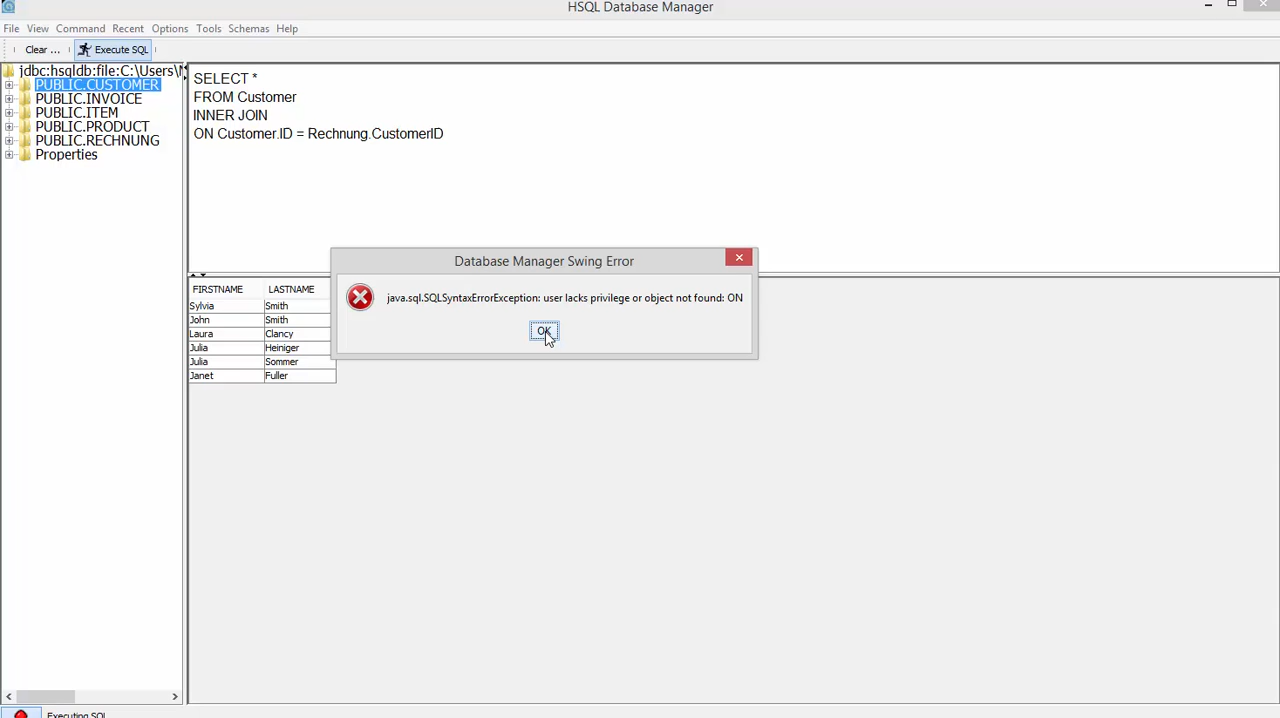 HSQL Database Manager
File View Command Recent Options Tools Schemas Help
Clear ... Execute SQL
jdbc:hsqldb:file:C:\Users\
PUBLIC.CUSTOMER
PUBLIC.INVOICE
PUBLIC.ITEM
PUBLIC.PRODUCT
PUBLIC.RECHNUNG
Properties
SELECT *
FROM Customer
INNER JOIN
ON Customer.ID = Rechnung.CustomerID
Database Manager Swing Error
java.sql.SQLSyntaxErrorException: user lacks privilege or object not found: ON
OK
FIRSTNAME LASTNAME
Sylvia Smith
John Smith
Laura Clancy
Julia Heiniger
Julia Sommer
Janet Fuller
Executing SQL